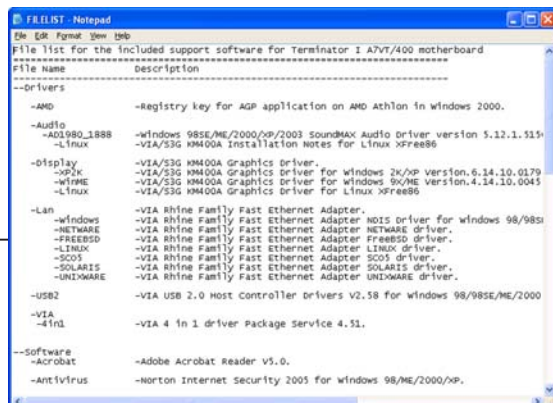 FILELIST - Notepad
File Edit Format View Help
File list for the included support software for Terminator I A7VT/400 motherboard
==========================================================================
File Name Description
==========================================================================
--Drivers
-AMD -Registry key for AGP application on AMD Athlon in Windows 2000.
-Audio
-AD1980_1888 -Windows 98SE/ME/2000/XP/2003 SoundMAX Audio Driver version 5.12.1.515
-Linux -VIA/S3G KM400A Installation Notes for Linux XFree86
-Display -VIA/S3G KM400A Graphics Driver.
-XP2K -VIA/S3G KM400A Graphics Driver for Windows 2K/XP Version.6.14.10.0179
-WinME -VIA/S3G KM400A Graphics Driver for Windows 9X/ME Version.4.14.10.0045
-Linux -VIA/S3G KM400A Graphics Driver for Linux XFree86
-Lan -VIA Rhine Family Fast Ethernet Adapter.
-Windows -VIA Rhine Family Fast Ethernet Adapter NDIS Driver for Windows 98/98S
-NETWARE -VIA Rhine Family Fast Ethernet Adapter NETWARE driver.
-FREEBSD -VIA Rhine Family Fast Ethernet Adapter FreeBSD driver.
-LINUX -VIA Rhine Family Fast Ethernet Adapter LINUX driver.
-SCO5 -VIA Rhine Family Fast Ethernet Adapter SCO5 driver.
-SOLARIS -VIA Rhine Family Fast Ethernet Adapter SOLARIS driver.
-UNIXWARE -VIA Rhine Family Fast Ethernet Adapter UNIXWARE driver.
-USB2 -VIA USB 2.0 Host Controller Drivers V2.58 for Windows 98/98SE/ME/2000
-VIA
-4in1 -VIA 4 in 1 driver Package Service 4.51.
--Software
-Acrobat -Adobe Acrobat Reader V5.0.
-Antivirus -Norton Internet Security 2005 for Windows 98/ME/2000/XP.